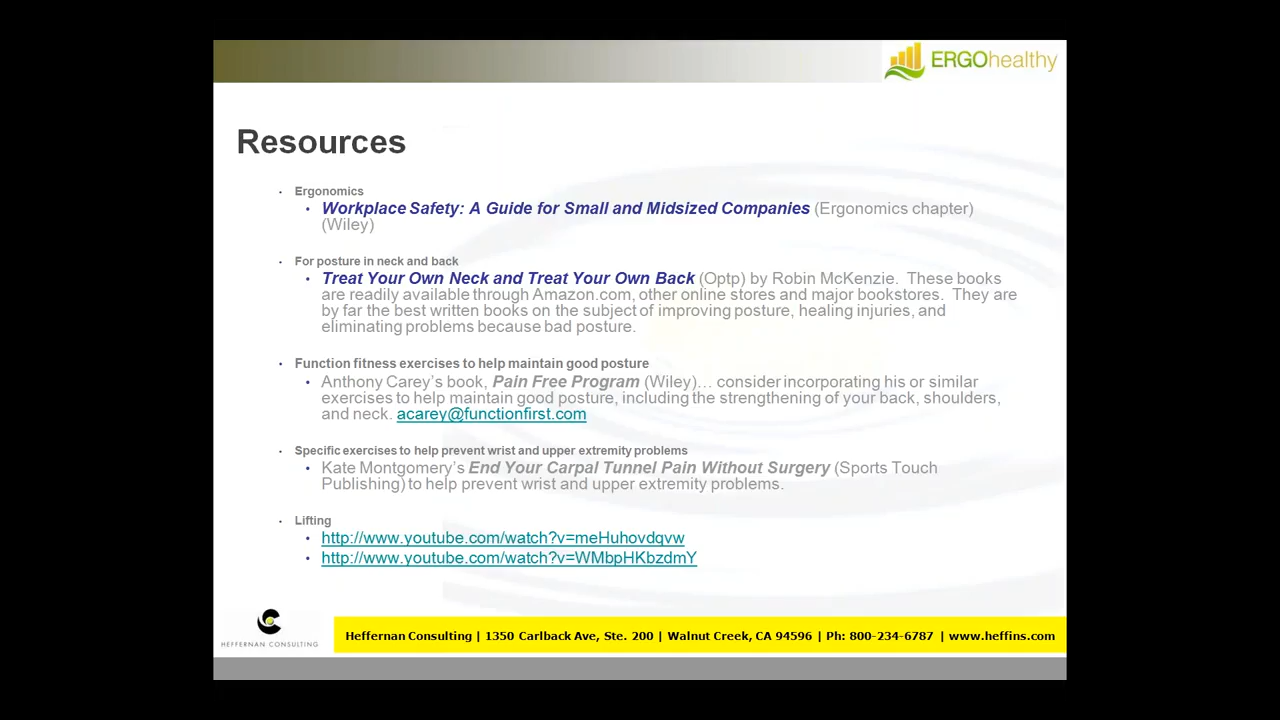 ERGOhealthy
Resources
• Ergonomics
• Workplace Safety: A Guide for Small and Midsized Companies (Ergonomics chapter)
(Wiley)
• For posture in neck and back
• Treat Your Own Neck and Treat Your Own Back (Optp) by Robin McKenzie. These books
are readily available through Amazon.com, other online stores and major bookstores. They are
by far the best written books on the subject of improving posture, healing injuries, and
eliminating problems because bad posture.
• Function fitness exercises to help maintain good posture
• Anthony Carey's book, Pain Free Program (Wiley)… consider incorporating his or similar
exercises to help maintain good posture, including the strengthening of your back, shoulders,
and neck. acarey@functionfirst.com
• Specific exercises to help prevent wrist and upper extremity problems
• Kate Montgomery's End Your Carpal Tunnel Pain Without Surgery (Sports Touch
Publishing) to help prevent wrist and upper extremity problems.
• Lifting
• http://www.youtube.com/watch?v=meHuhovdqvw
• http://www.youtube.com/watch?v=WMbpHKbzdmY
HEFFERNAN CONSULTING
Heffernan Consulting | 1350 Carlback Ave, Ste. 200 | Walnut Creek, CA 94596 | Ph: 800-234-6787 | www.heffins.com